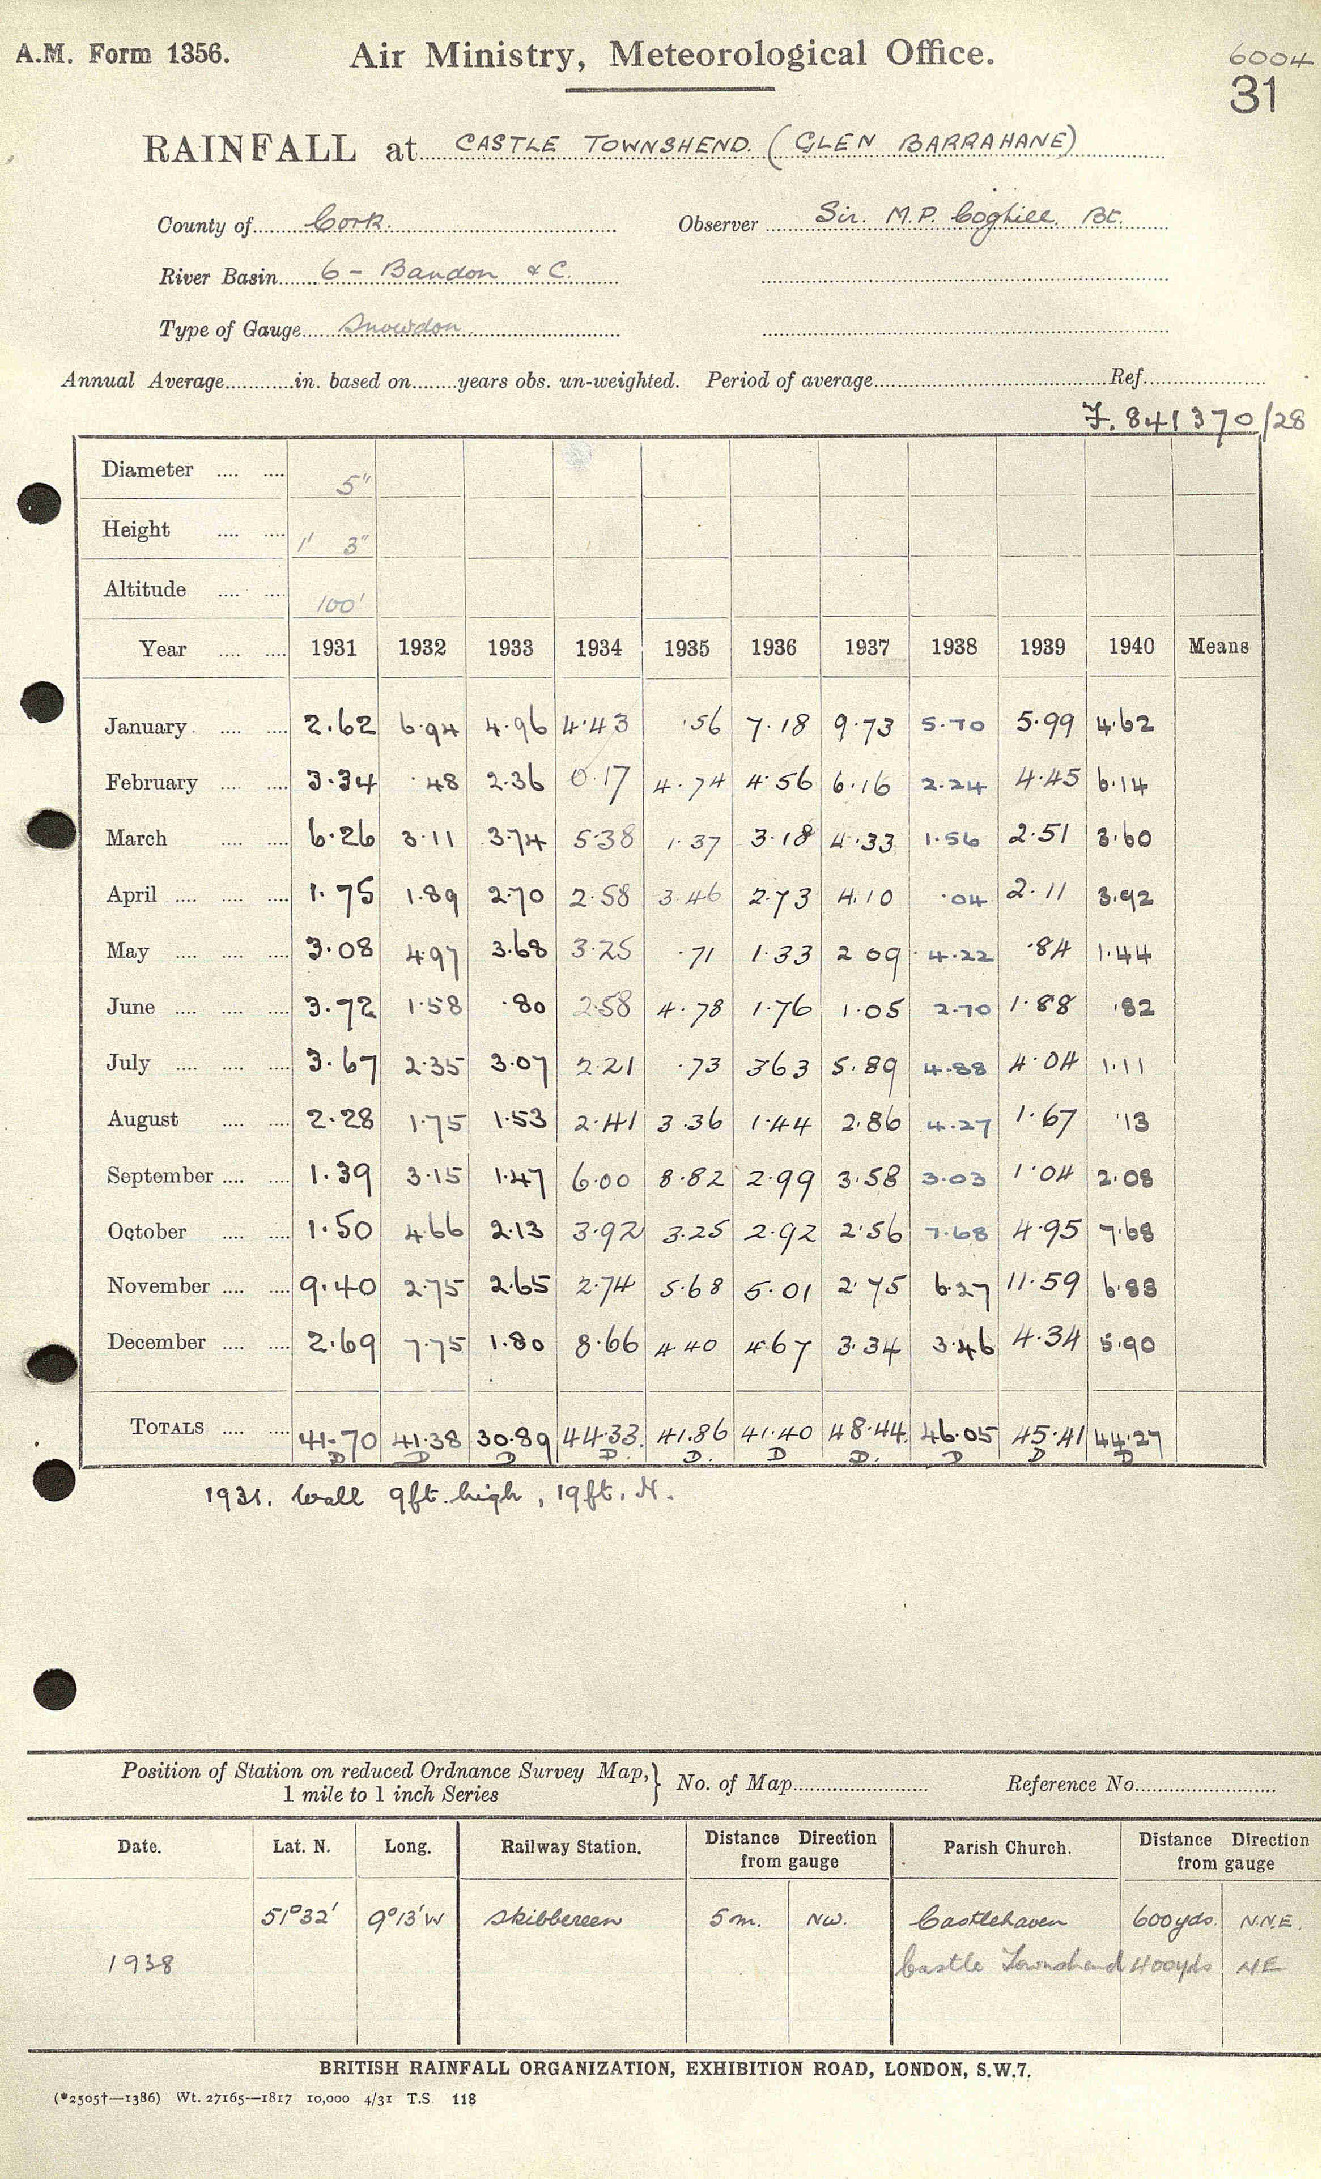 A.M. Form 1356. Air Ministry, Meteorological Office. 6004
31
RAINFALL at CASTLE TOWNSHEND. (GLEN BARRAHANE)
County of Cork. Observer Sir. M.P. Coghill. Bt.
River Basin 6 - Bandon & C.
Type of Gauge Snowdon
Annual Average in. based on years obs. un-weighted. Period of average Ref.
F. 841370/28
Diameter 5"
Height 1' 3"
Altitude 100'
Year 1931 1932 1933 1934 1935 1936 1937 1938 1939 1940 Means
January 2.62 6.94 4.96 4.43 .56 7.18 9.73 5.70 5.99 4.62
February 3.34 .48 2.36 0.17 4.74 4.56 6.16 2.24 4.45 6.14
March 6.26 3.11 3.74 5.38 1.37 3.18 4.33 1.56 2.51 3.60
April 1.75 1.89 2.70 2.58 3.46 2.73 4.10 .04 2.11 3.92
May 3.08 4.97 3.68 3.25 .71 1.33 2 09 4.22 .84 1.44
June 3.72 1.58 .80 2.58 4.78 1.76 1.05 2.70 1.88 .82
July 3.67 2.35 3.07 2.21 .73 363 5.89 4.88 4.04 1.11
August 2.28 1.75 1.53 2.41 3.36 1.44 2.86 4.27 1.67 .13
September 1.39 3.15 1.47 6.00 8.82 2.99 3.58 3.03 1.04 2.08
October 1.50 4.66 2.13 3.92 3.25 2.92 2.56 7.68 4.95 7.68
November 9.40 2.75 2.65 2.74 5.68 5.01 2.75 6.27 11.59 6.83
December 2.69 7.75 1.80 8.66 4.40 4.67 3.34 3.46 4.34 5.90
TOTALS 41.70 41.38 30.89 44.33 41.86 41.40 48.44 46.05 45.41 44.27
D D D D. D. D D. D D D
1931. Wall 9ft. high, 19ft. N.
Position of Station on reduced Ordnance Survey Map, } No. of Map Reference No.
1 mile to 1 inch Series
Date. Lat. N. Long. Railway Station. Distance Direction Parish Church. Distance Direction
from gauge from gauge
51°32' 9°13'W Skibbereen 5m. NW. Castlehaven 600yds. N.N.E.
1938 Castle Townshend 400yds NE
BRITISH RAINFALL ORGANIZATION, EXHIBITION ROAD, LONDON, S.W.7.
(*2505†—1386) Wt. 27165—1817 10,000 4/31 T.S 118